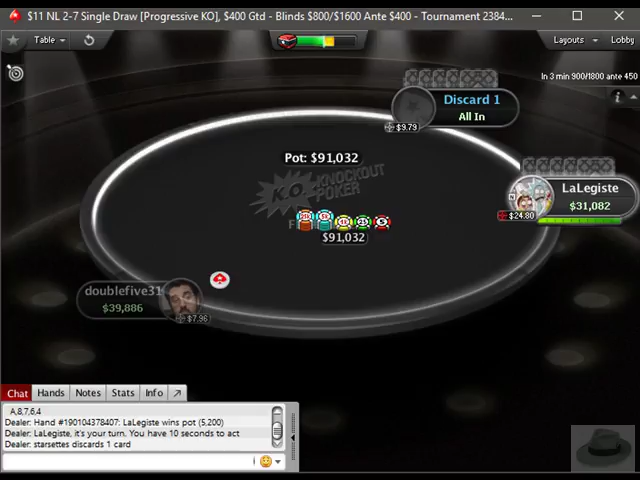 $11 NL 2-7 Single Draw [Progressive KO], $400 Gtd - Blinds $800/$1600 Ante $400 - Tournament 2384...
Table
Layouts
Lobby
In 3 min 900/1800 ante 450
Discard 1
All In
$9.79
Pot: $91,032
KO KNOCKOUT
POKER
LaLegiste
$31,082
$24.80
$91,032
doublefive31
$39,886
$7.96
Chat Hands Notes Stats Info
A,8,7,6,4
Dealer: Hand #190104378407: LaLegiste wins pot (5,200)
Dealer: LaLegiste, it's your turn. You have 10 seconds to act
Dealer: starsettes discards 1 card